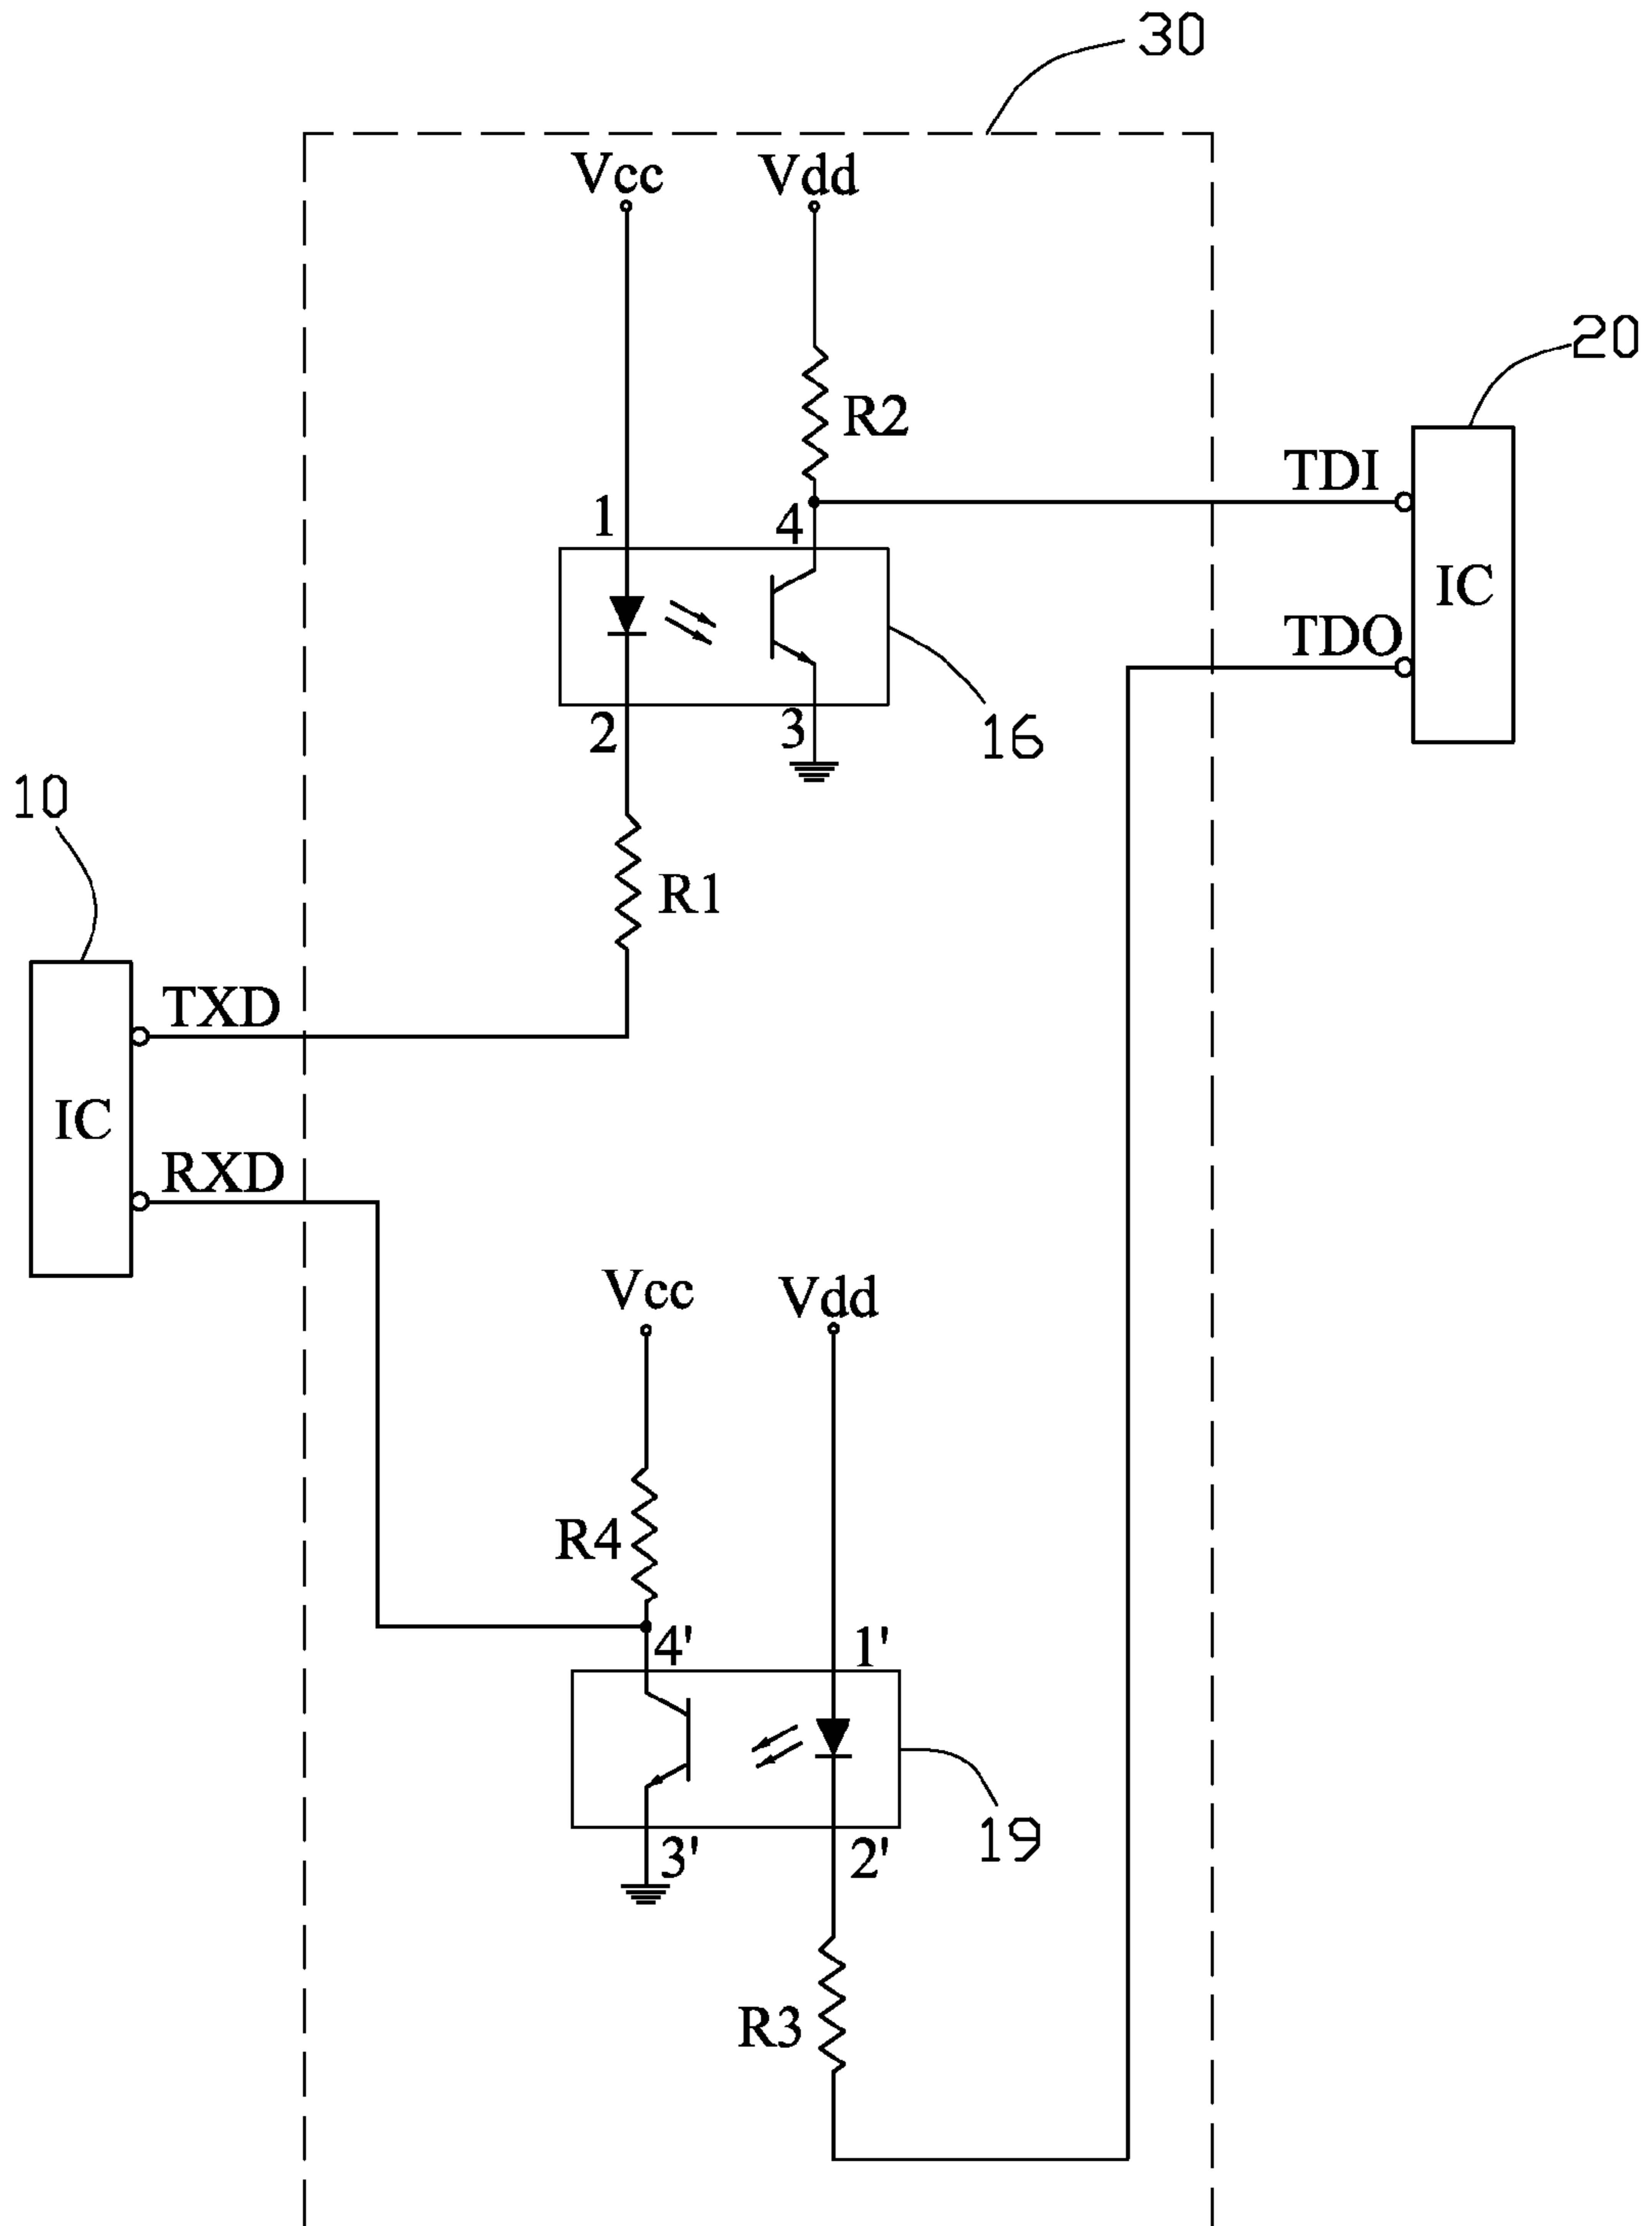 30
Vcc Vdd
20
R2
TDI
1 4
IC
TDO
2 3
16
10
R1
TXD
IC
RXD
Vcc Vdd
R4
4' 1'
19
3' 2'
R3